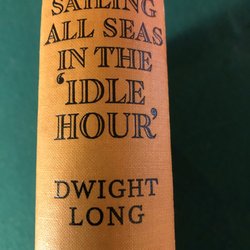 SAILING
ALL SEAS
IN THE
‘IDLE
HOUR’
DWIGHT
LONG